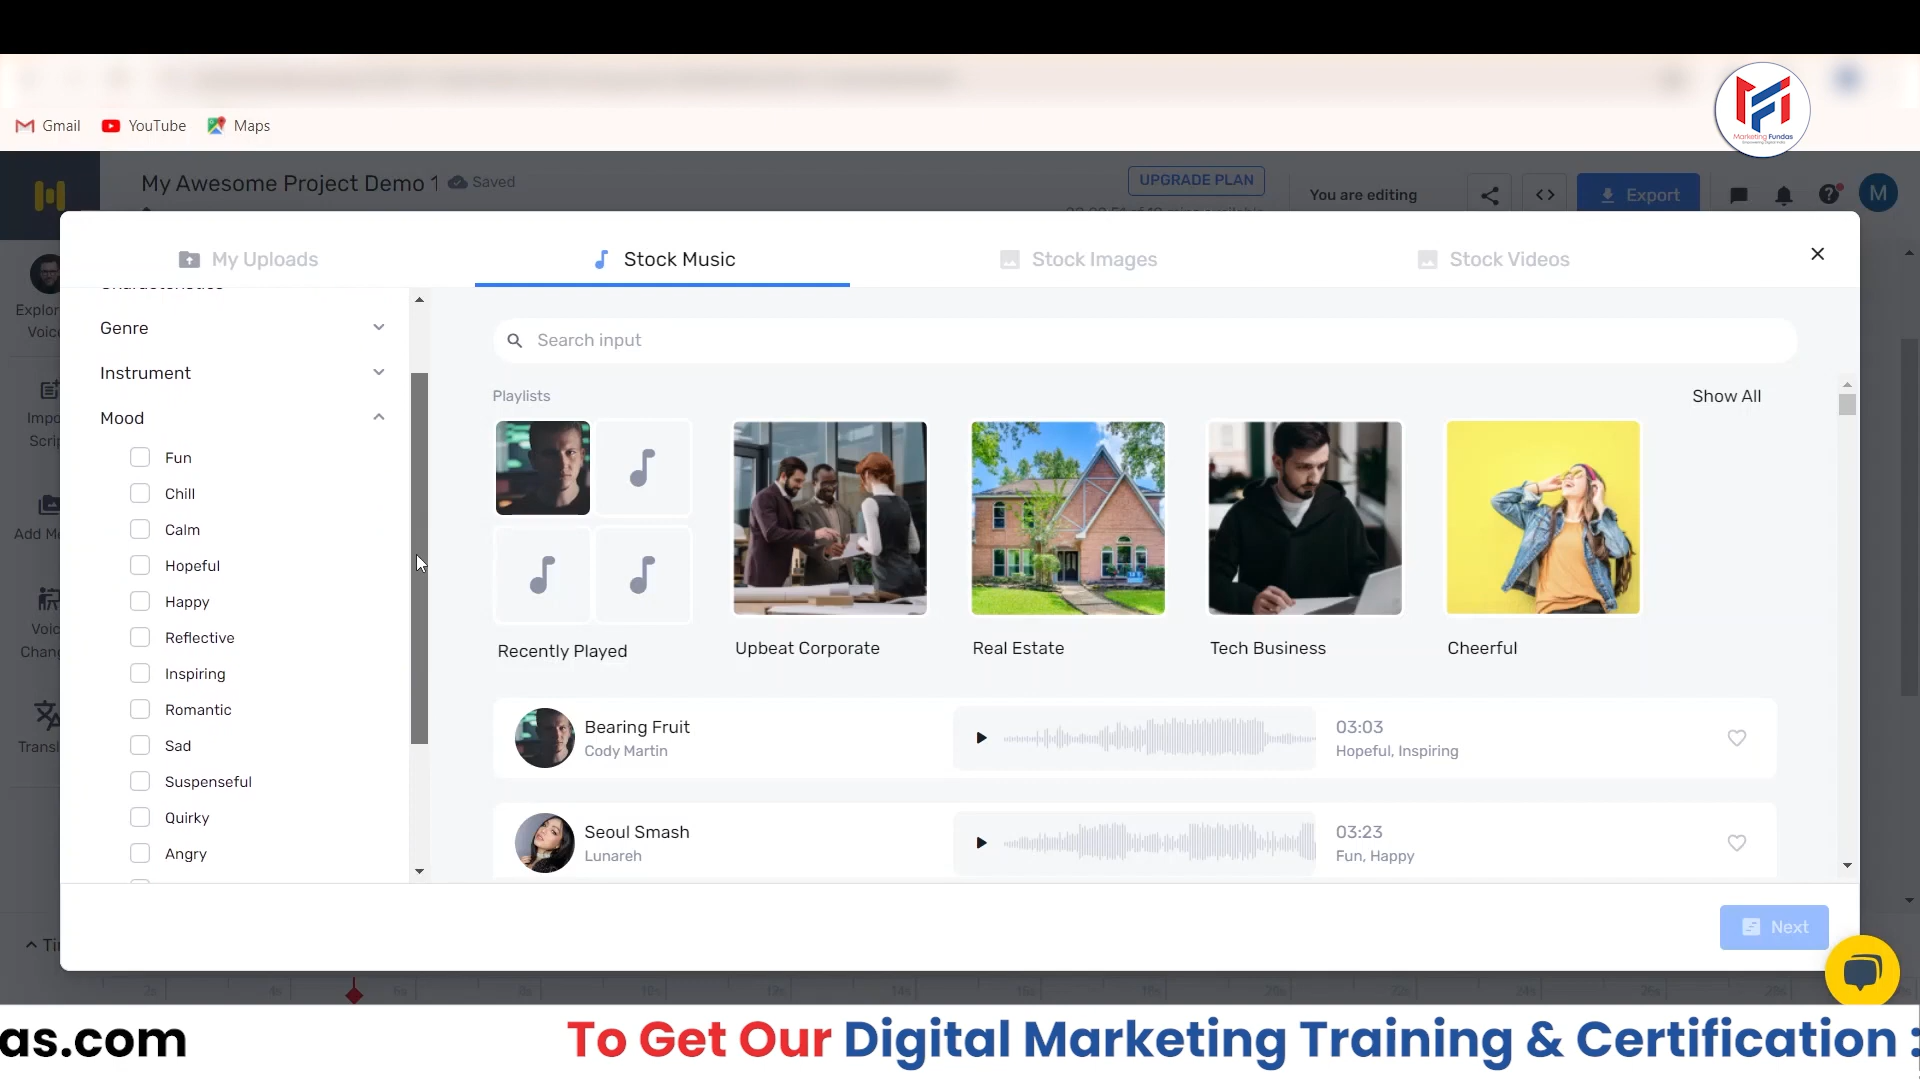 Gmail
YouTube
Maps
Marketing Fundas
My Awesome Project Demo 1
Saved
UPGRADE PLAN
You are editing
Export
M
My Uploads
Stock Music
Stock Images
Stock Videos
Genre
Instrument
Mood
Fun
Chill
Calm
Hopeful
Happy
Reflective
Inspiring
Romantic
Sad
Suspenseful
Quirky
Angry
Search input
Playlists
Show All
Recently Played
Upbeat Corporate
Real Estate
Tech Business
Cheerful
Bearing Fruit
Cody Martin
03:03
Hopeful, Inspiring
Seoul Smash
Lunareh
03:23
Fun, Happy
Next
as.com
To Get Our Digital Marketing Training & Certification :